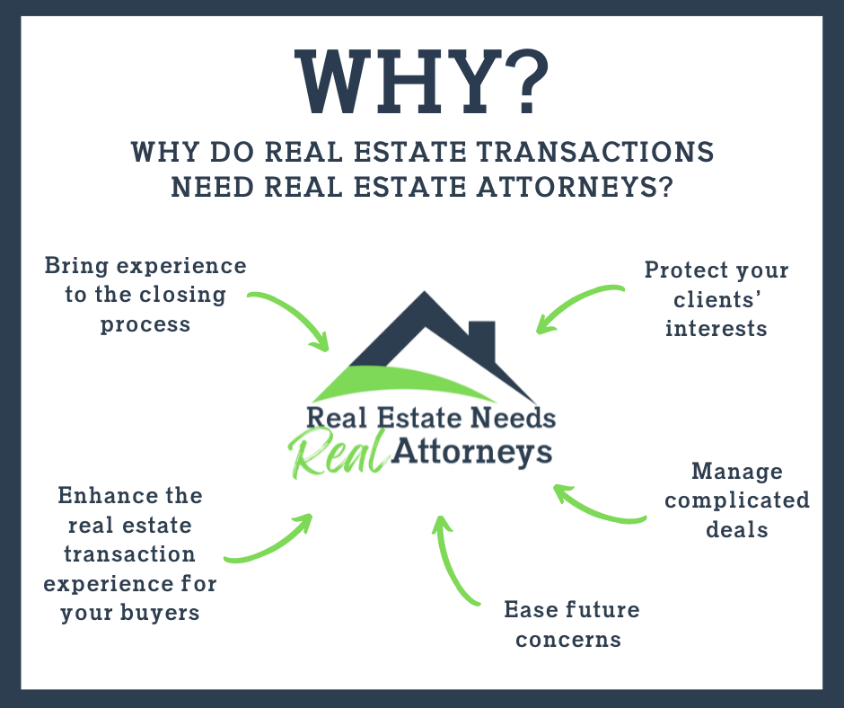 WHY?
WHY DO REAL ESTATE TRANSACTIONS
NEED REAL ESTATE ATTORNEYS?
Bring experience
to the closing
process
Protect your
clients’
interests
Real Estate Needs
Real Attorneys
Manage
complicated
deals
Enhance the
real estate
transaction
experience for
your buyers
Ease future
concerns